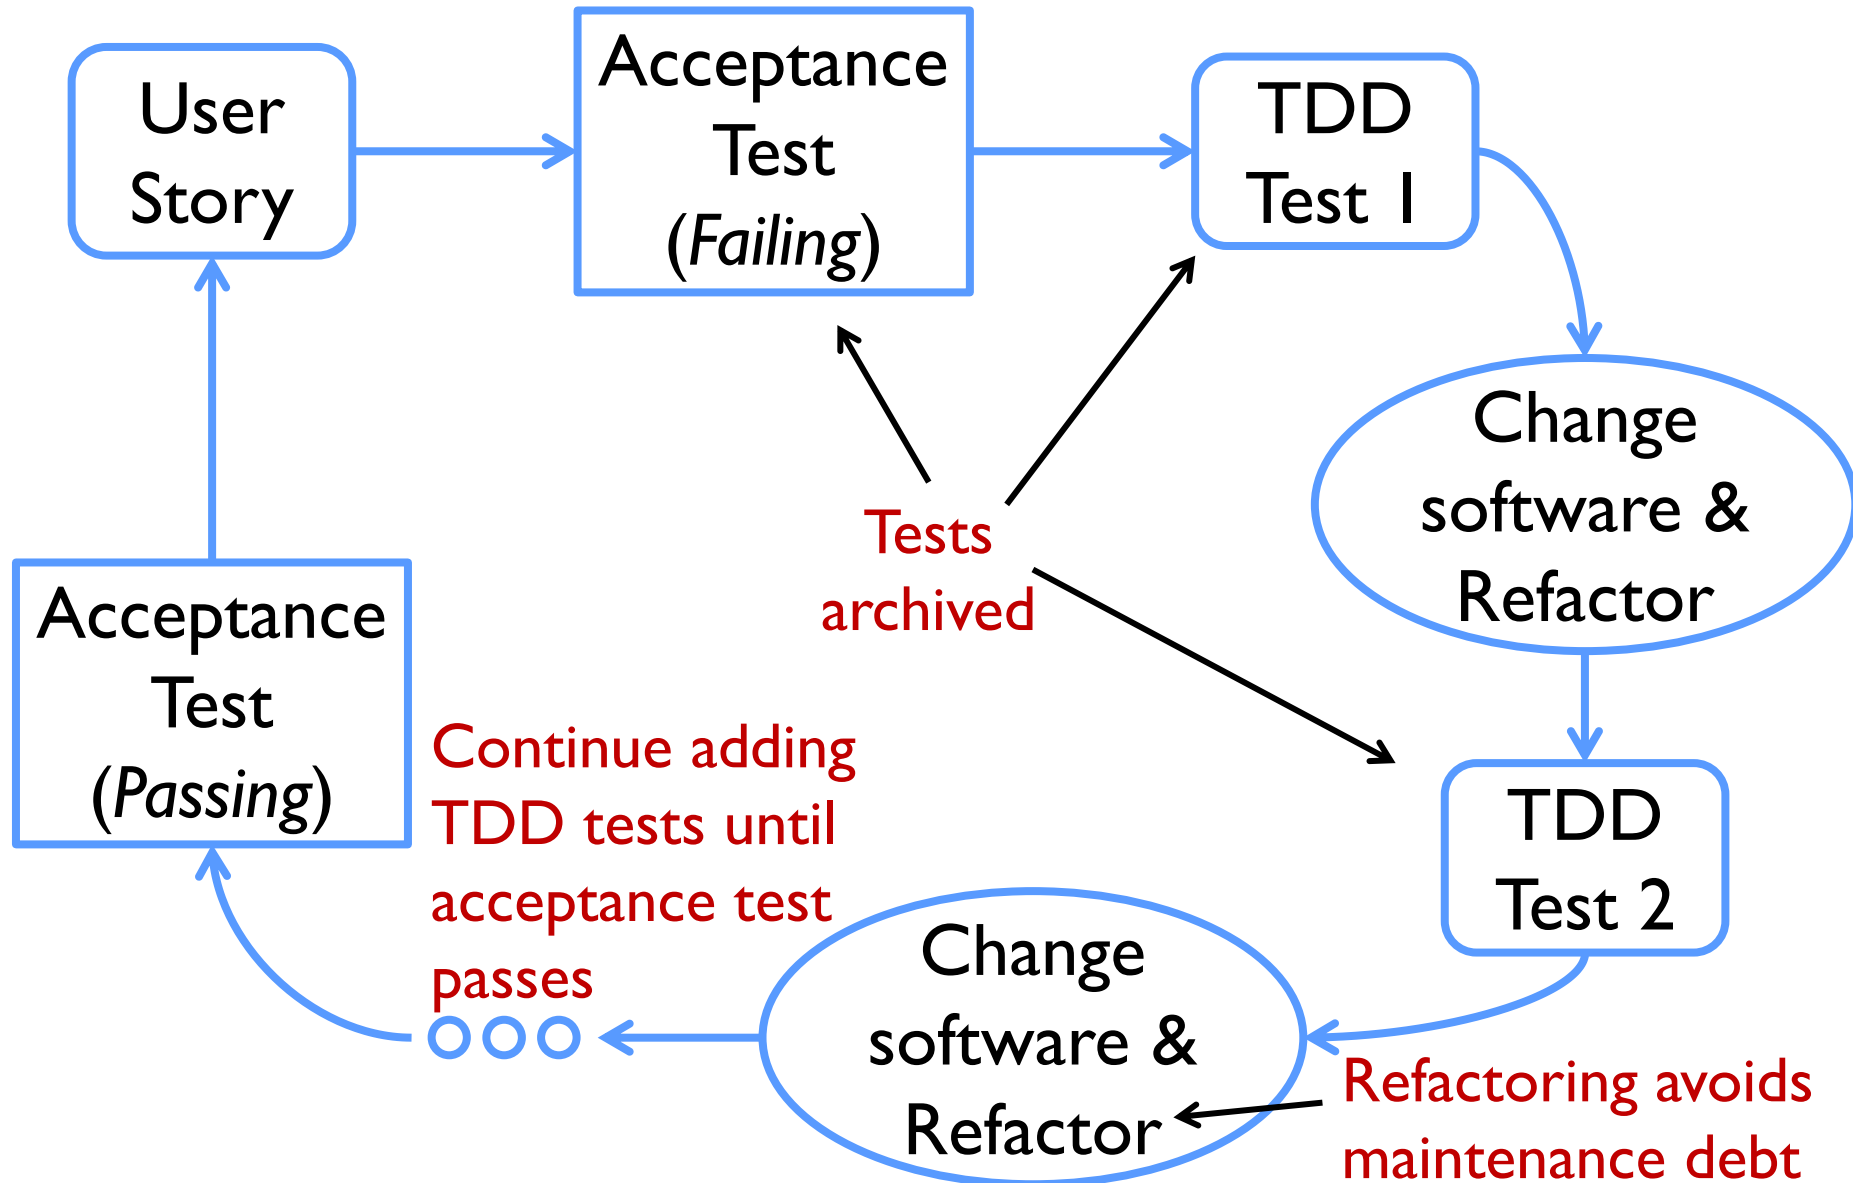 User
Story
Acceptance
Test
(Failing)
TDD
Test 1
Change
software &
Refactor
Tests
archived
TDD
Test 2
Change
software &
Refactor
Refactoring avoids
maintenance debt
Continue adding
TDD tests until
acceptance test
passes
Acceptance
Test
(Passing)